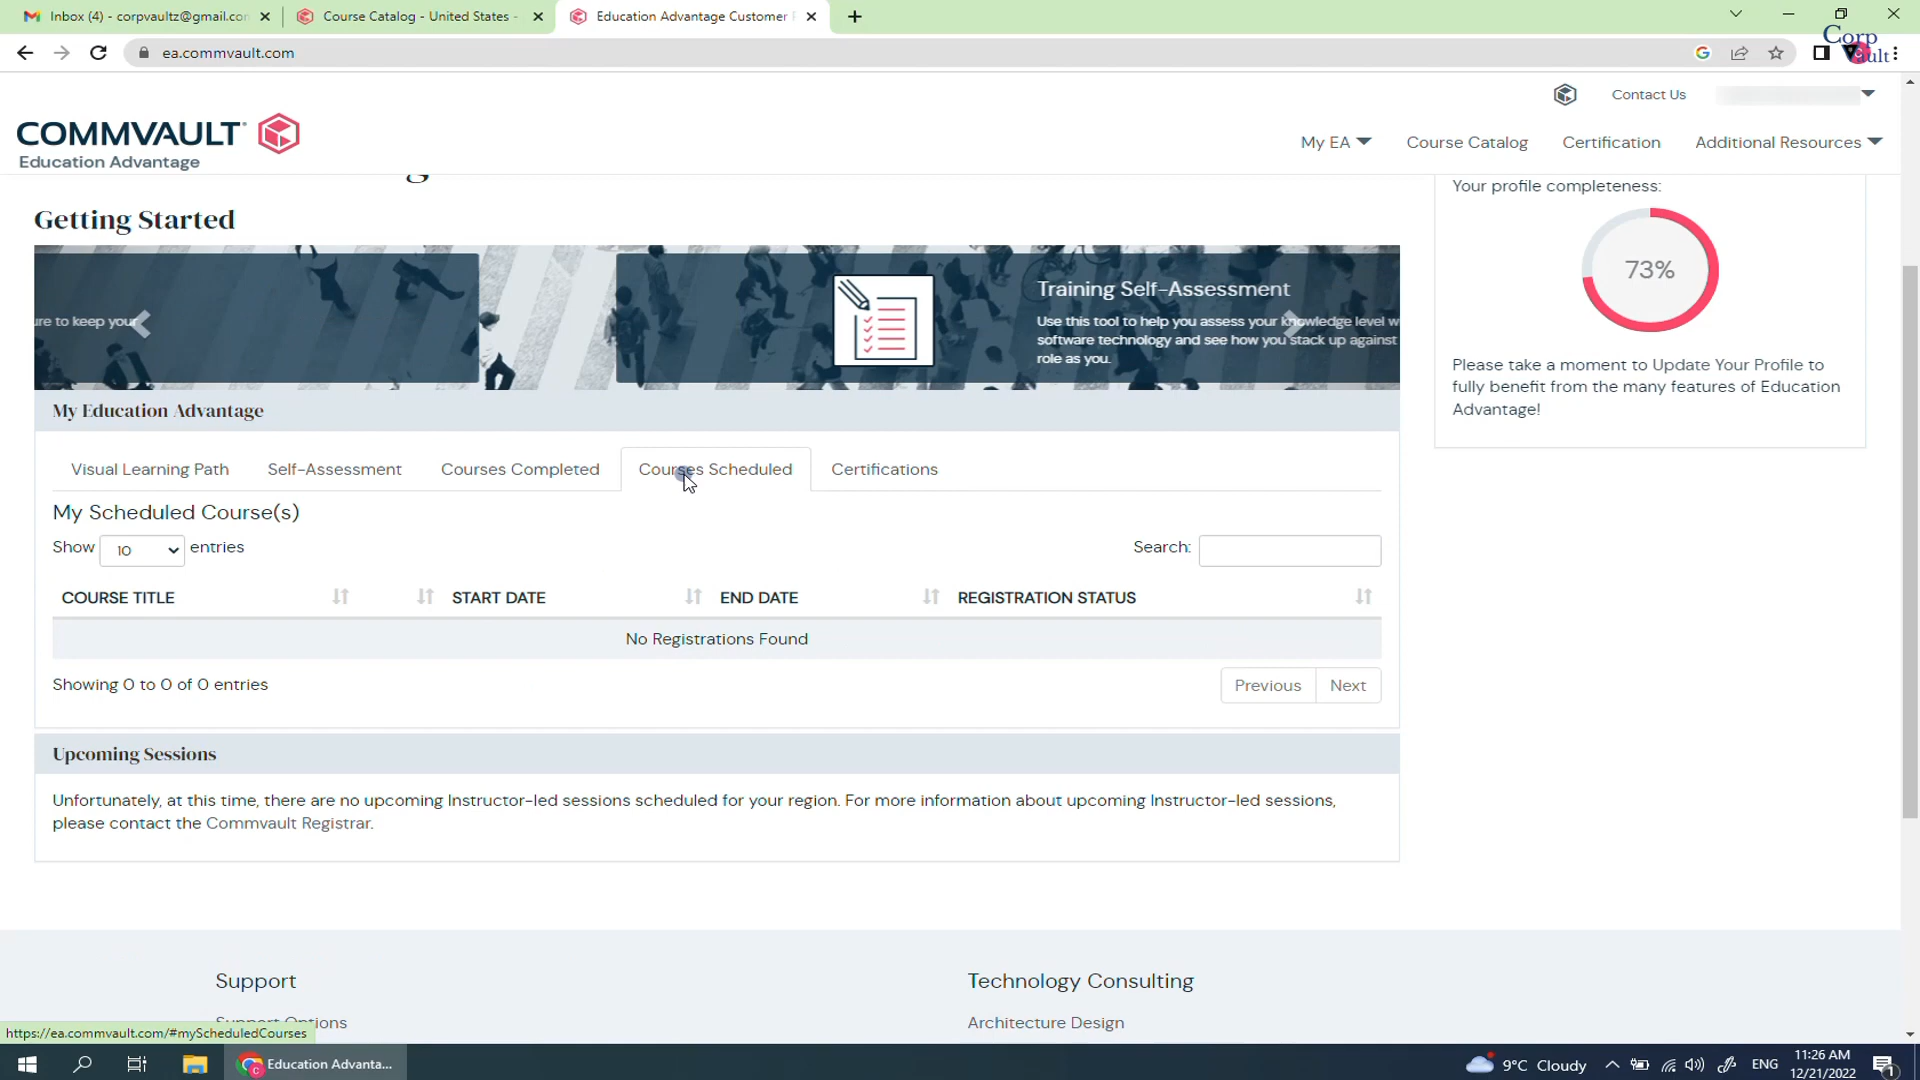 Inbox (4) - corpvaultz@gmail.co
Course Catalog - United States -
Education Advantage Customer
ea.commvault.com
Corp
Vault
Contact Us
COMMVAULT
Education Advantage
My EA
Course Catalog
Certification
Additional Resources
Your profile completeness:
73%
Please take a moment to Update Your Profile to
fully benefit from the many features of Education
Advantage!
Getting Started
ure to keep your
Training Self-Assessment
Use this tool to help you assess your knowledge level w
software technology and see how you stack up against
role as you.
My Education Advantage
Visual Learning Path
Self-Assessment
Courses Completed
Courses Scheduled
Certifications
My Scheduled Course(s)
Show 10 entries
Search:
COURSE TITLE
START DATE
END DATE
REGISTRATION STATUS
No Registrations Found
Showing 0 to 0 of 0 entries
Previous
Next
Upcoming Sessions
Unfortunately, at this time, there are no upcoming Instructor-led sessions scheduled for your region. For more information about upcoming Instructor-led sessions,
please contact the Commvault Registrar.
Support
Technology Consulting
Support Options
Architecture Design
https://ea.commvault.com/#myScheduledCourses
Education Advanta...
9°C Cloudy
ENG
11:26 AM
12/21/2022
1